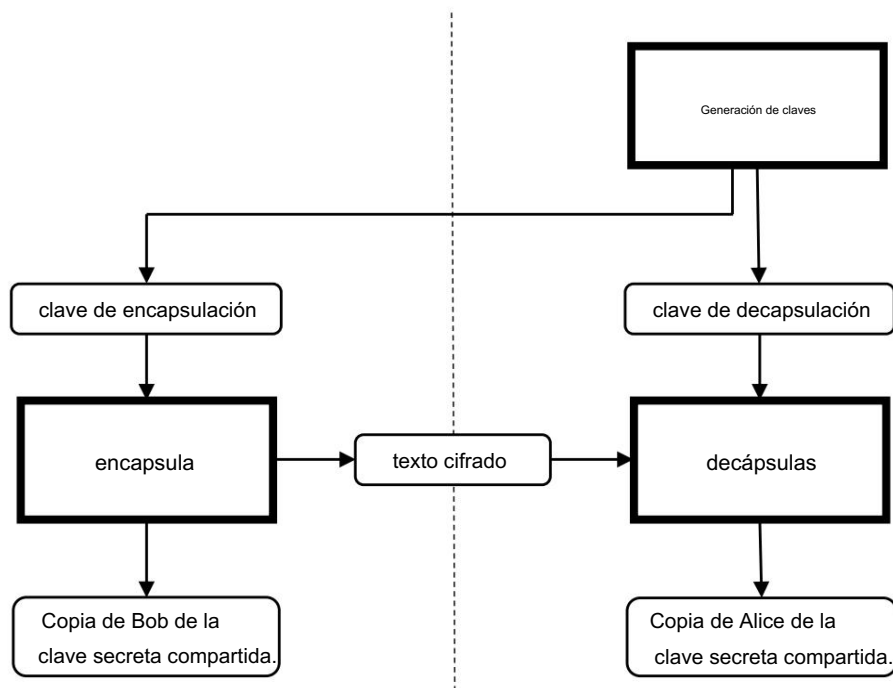 Generación de claves
clave de encapsulación
clave de decapsulación
encapsula
texto cifrado
decápsulas
Copia de Bob de la
clave secreta compartida.
Copia de Alice de la
clave secreta compartida.